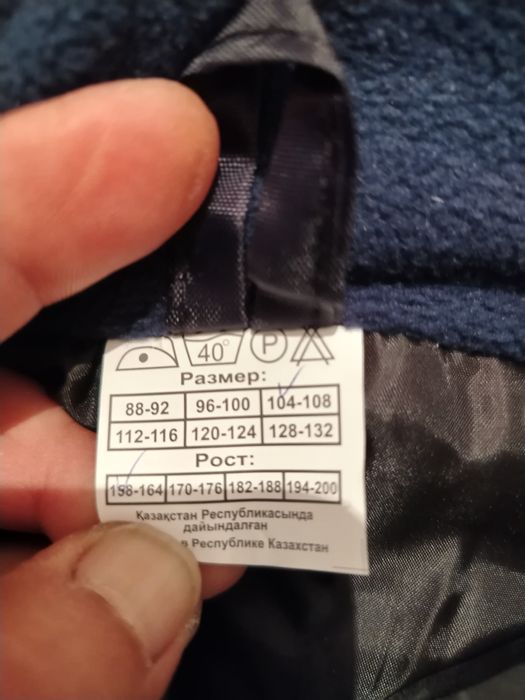 40° P
Размер:
88-92 96-100 104-108
112-116 120-124 128-132
Рост:
158-164 170-176 182-188 194-200
Қазақстан Республикасында
дайындалған
в Республике Казахстан